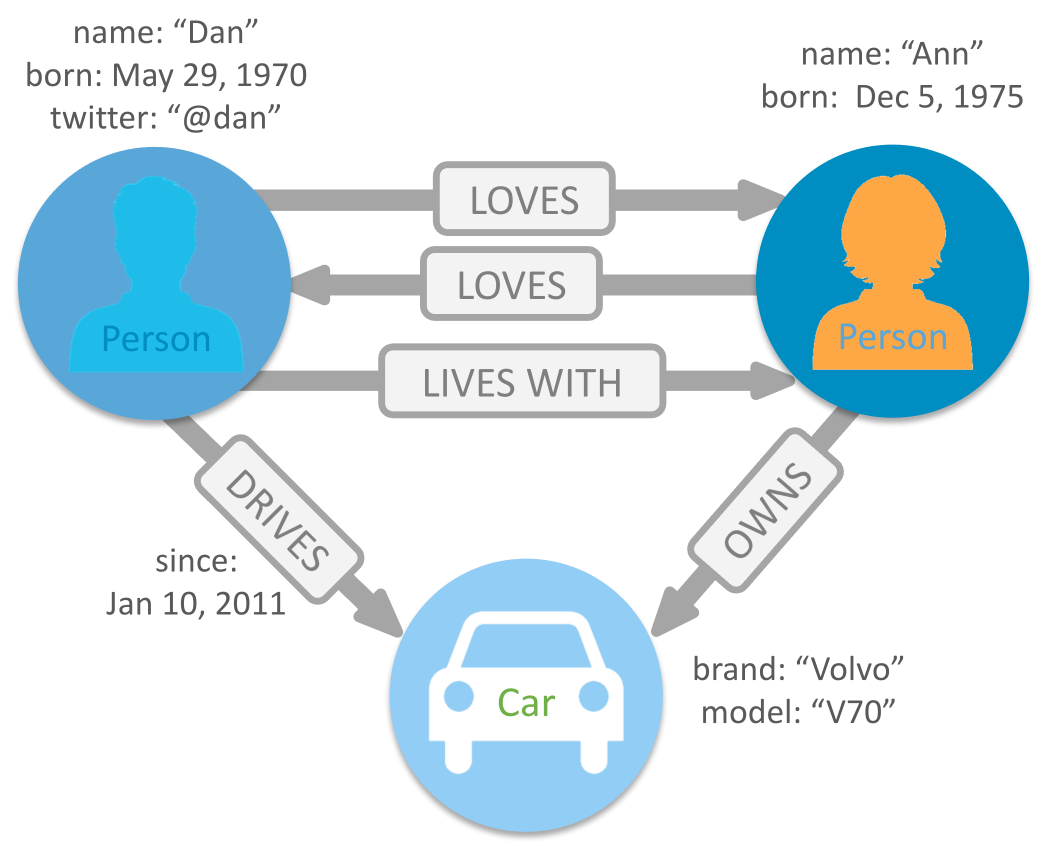 name: “Dan”
born: May 29, 1970
twitter: “@dan”
name: “Ann”
born:  Dec 5, 1975
LOVES
LOVES
Person
Person
LIVES WITH
DRIVES
OWNS
since:
Jan 10, 2011
Car
brand: “Volvo”
model: “V70”